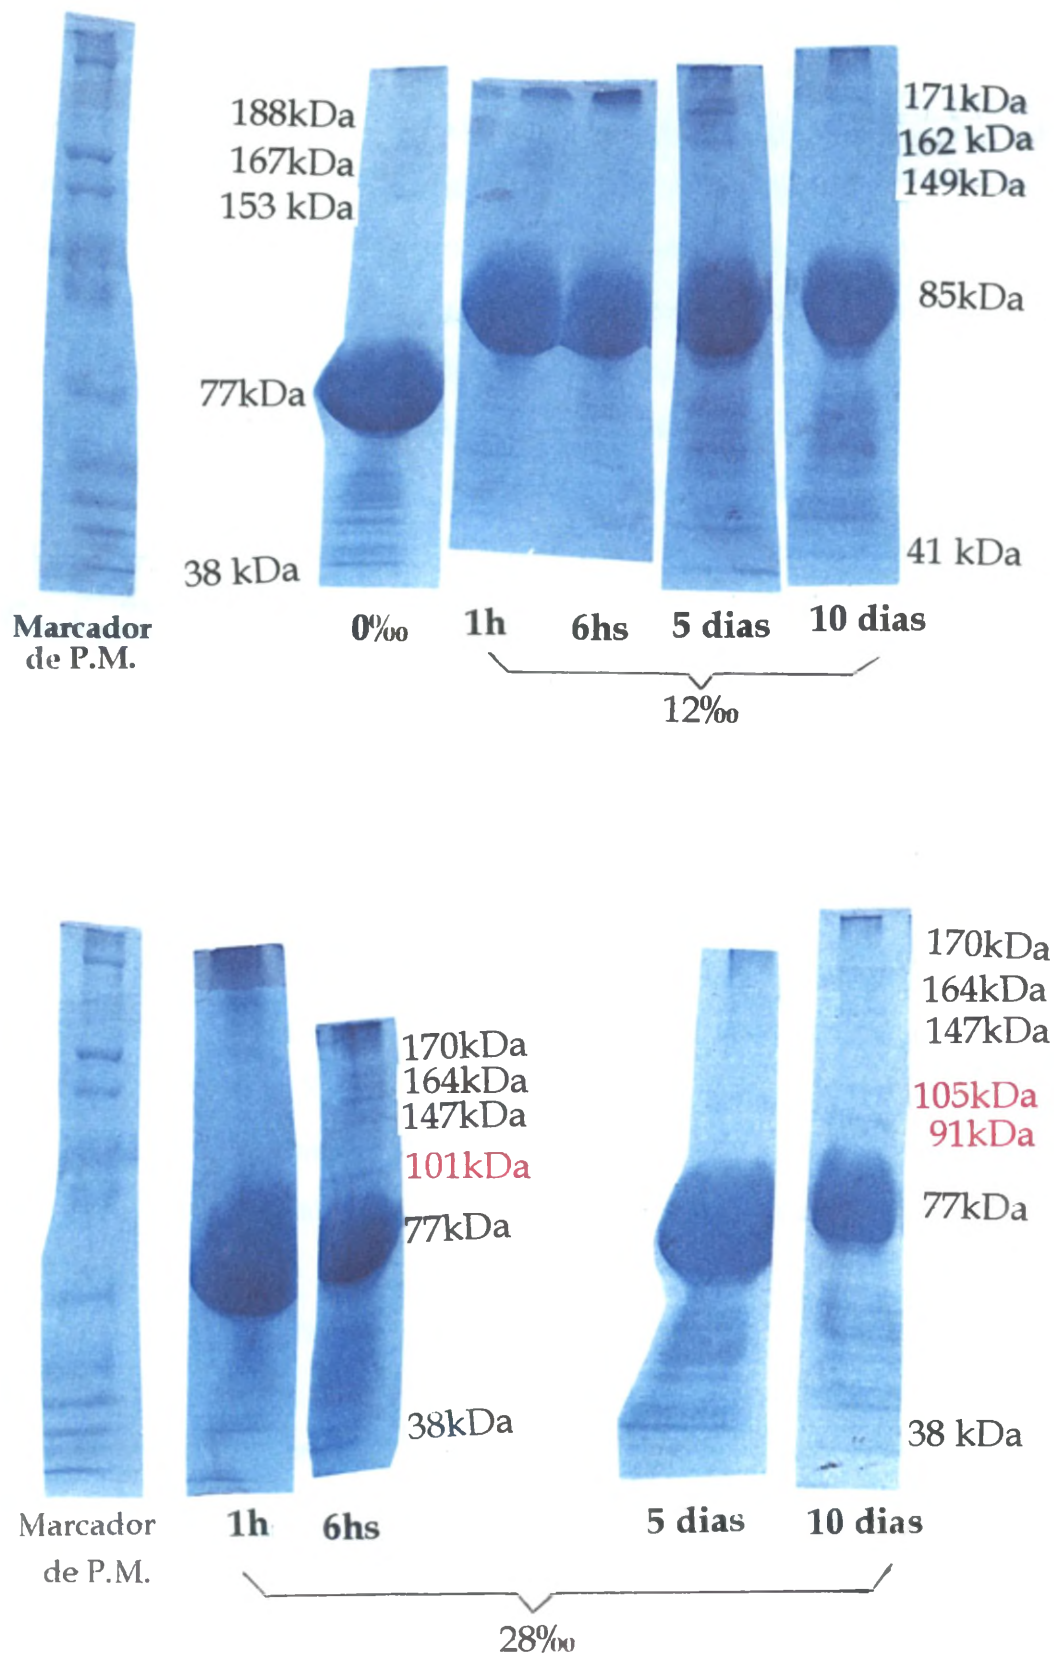 188kDa
167kDa
153 kDa
77kDa
38 kDa
171kDa
162 kDa
149kDa
85kDa
41 kDa
Marcador
de P.M.
0‰
1h
6hs
5 dias
10 dias
12‰
170kDa
164kDa
147kDa
101kDa
77kDa
38kDa
170kDa
164kDa
147kDa
105kDa
91kDa
77kDa
38 kDa
Marcador
de P.M.
1h
6hs
5 dias
10 dias
28‰